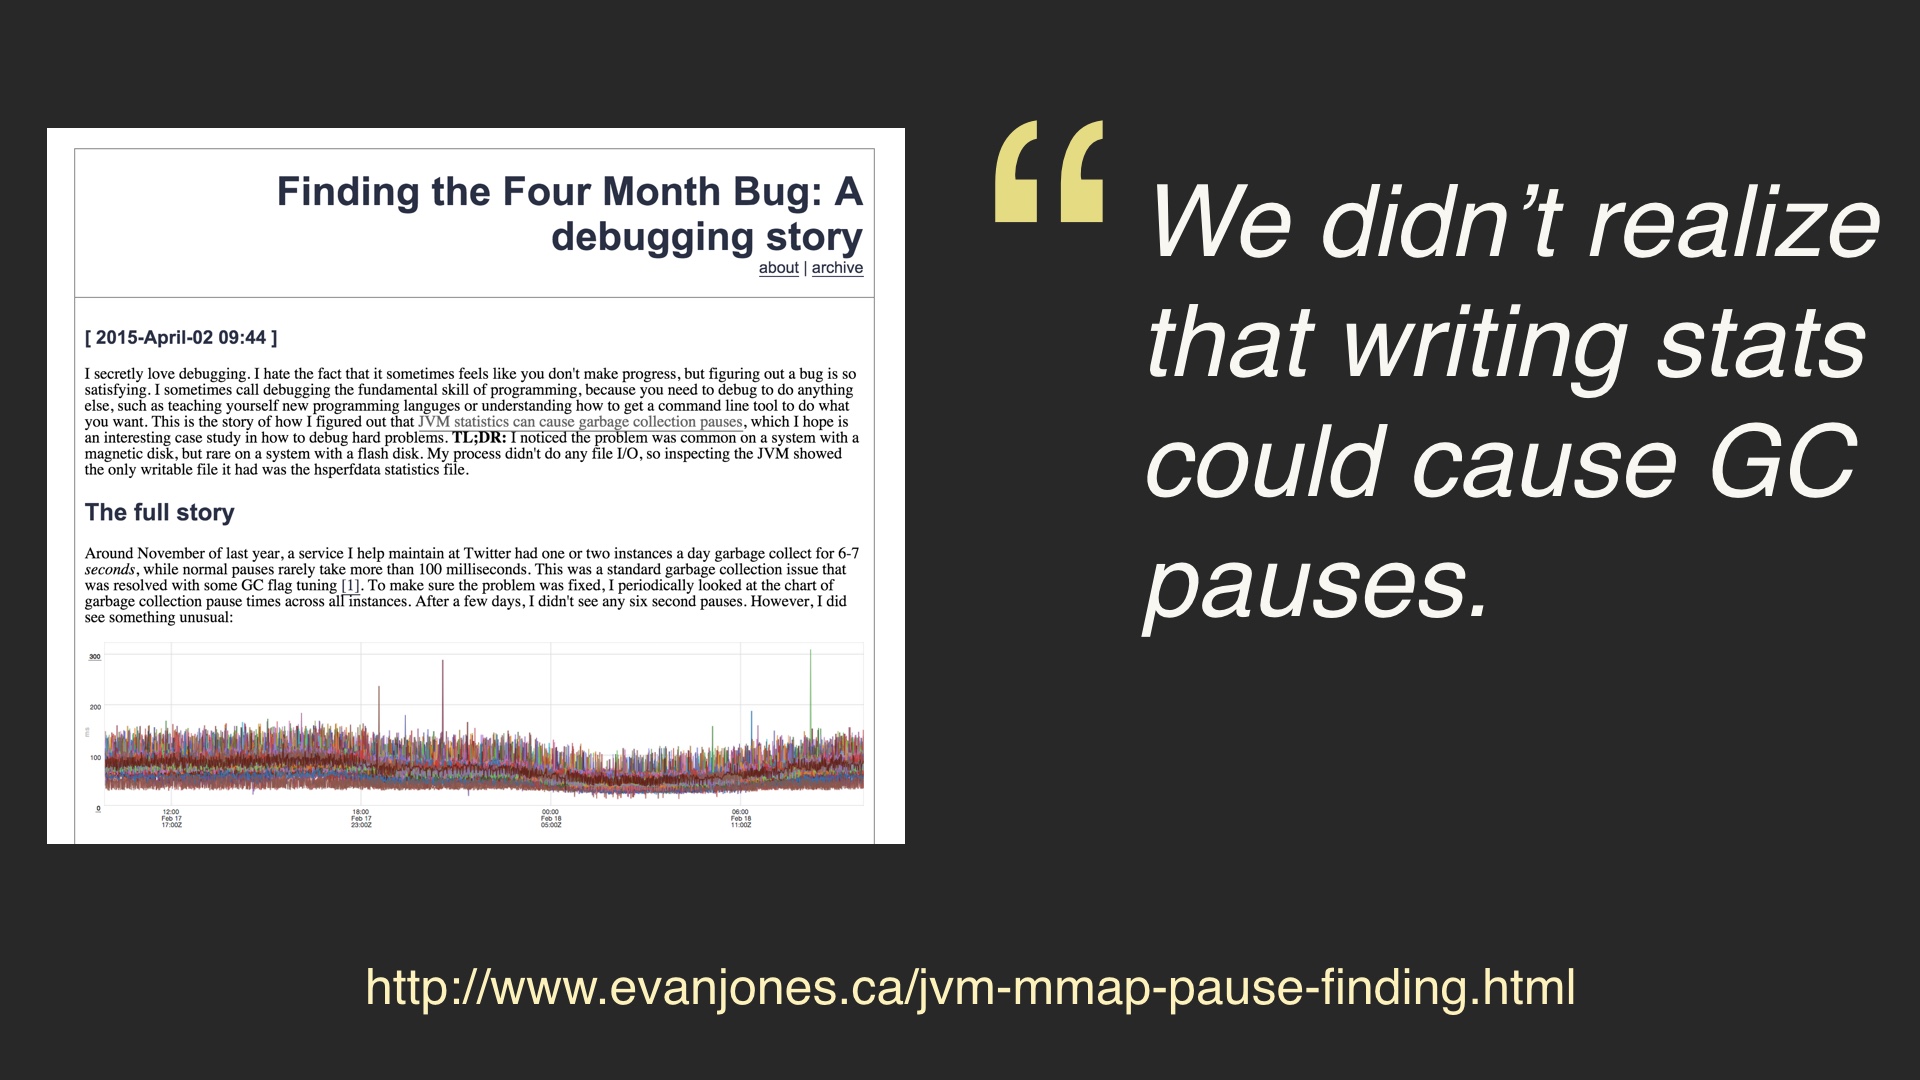 Finding the Four Month Bug: A
debugging story
about | archive
[ 2015-April-02 09:44 ]
I secretly love debugging. I hate the fact that it sometimes feels like you don't make progress, but figuring out a bug is so
satisfying. I sometimes call debugging the fundamental skill of programming, because you need to debug to do anything
else, such as teaching yourself new programming languges or understanding how to get a command line tool to do what
you want. This is the story of how I figured out that JVM statistics can cause garbage collection pauses, which I hope is
an interesting case study in how to debug hard problems. TL;DR: I noticed the problem was common on a system with a
magnetic disk, but rare on a system with a flash disk. My process didn't do any file I/O, so inspecting the JVM showed
the only writable file it had was the hsperfdata statistics file.
The full story
Around November of last year, a service I help maintain at Twitter had one or two instances a day garbage collect for 6-7
seconds, while normal pauses rarely take more than 100 milliseconds. This was a standard garbage collection issue that
was resolved with some GC flag tuning [1]. To make sure the problem was fixed, I periodically looked at the chart of
garbage collection pause times across all instances. After a few days, I didn't see any six second pauses. However, I did
see something unusual:
300
200
ms
100
0
12:00 18:00 00:00 06:00
Feb 17 Feb 17 Feb 18 Feb 18
17:00Z 23:00Z 05:00Z 11:00Z
“ We didn’t realize
that writing stats
could cause GC
pauses.
http://www.evanjones.ca/jvm-mmap-pause-finding.html